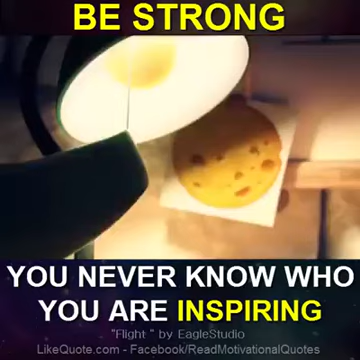 BE STRONG
YOU NEVER KNOW WHO
YOU ARE INSPIRING
"Flight " by EagleStudio
LikeQuote.com - Facebook/ReadMotivationalQuotes